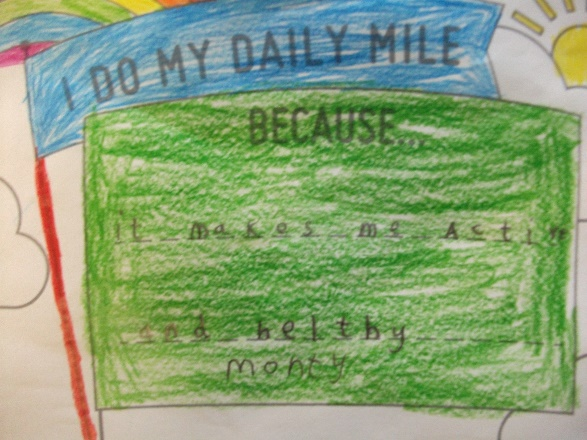 I DO MY DAILY MILE
BECAUSE...
it makes me Active
and helthy
monty